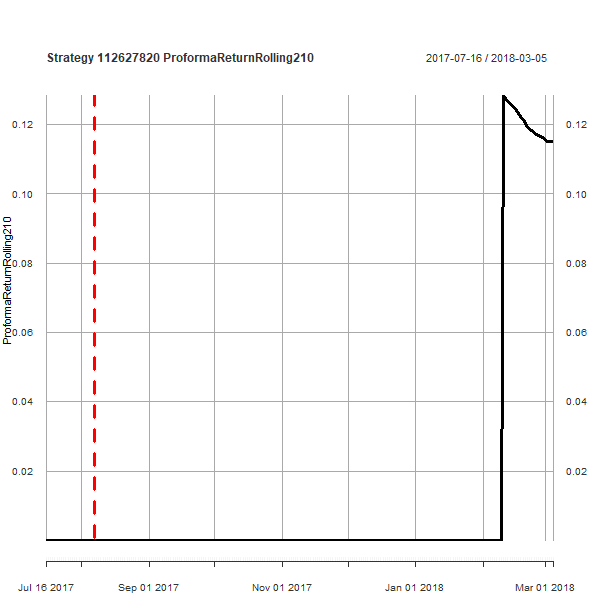 Strategy 112627820 ProformaReturnRolling210
2017-07-16 / 2018-03-05
ProformaReturnRolling210
0.12 0.12
0.10 0.10
0.08 0.08
0.06 0.06
0.04 0.04
0.02 0.02
Jul 16 2017 Sep 01 2017 Nov 01 2017 Jan 01 2018 Mar 01 2018